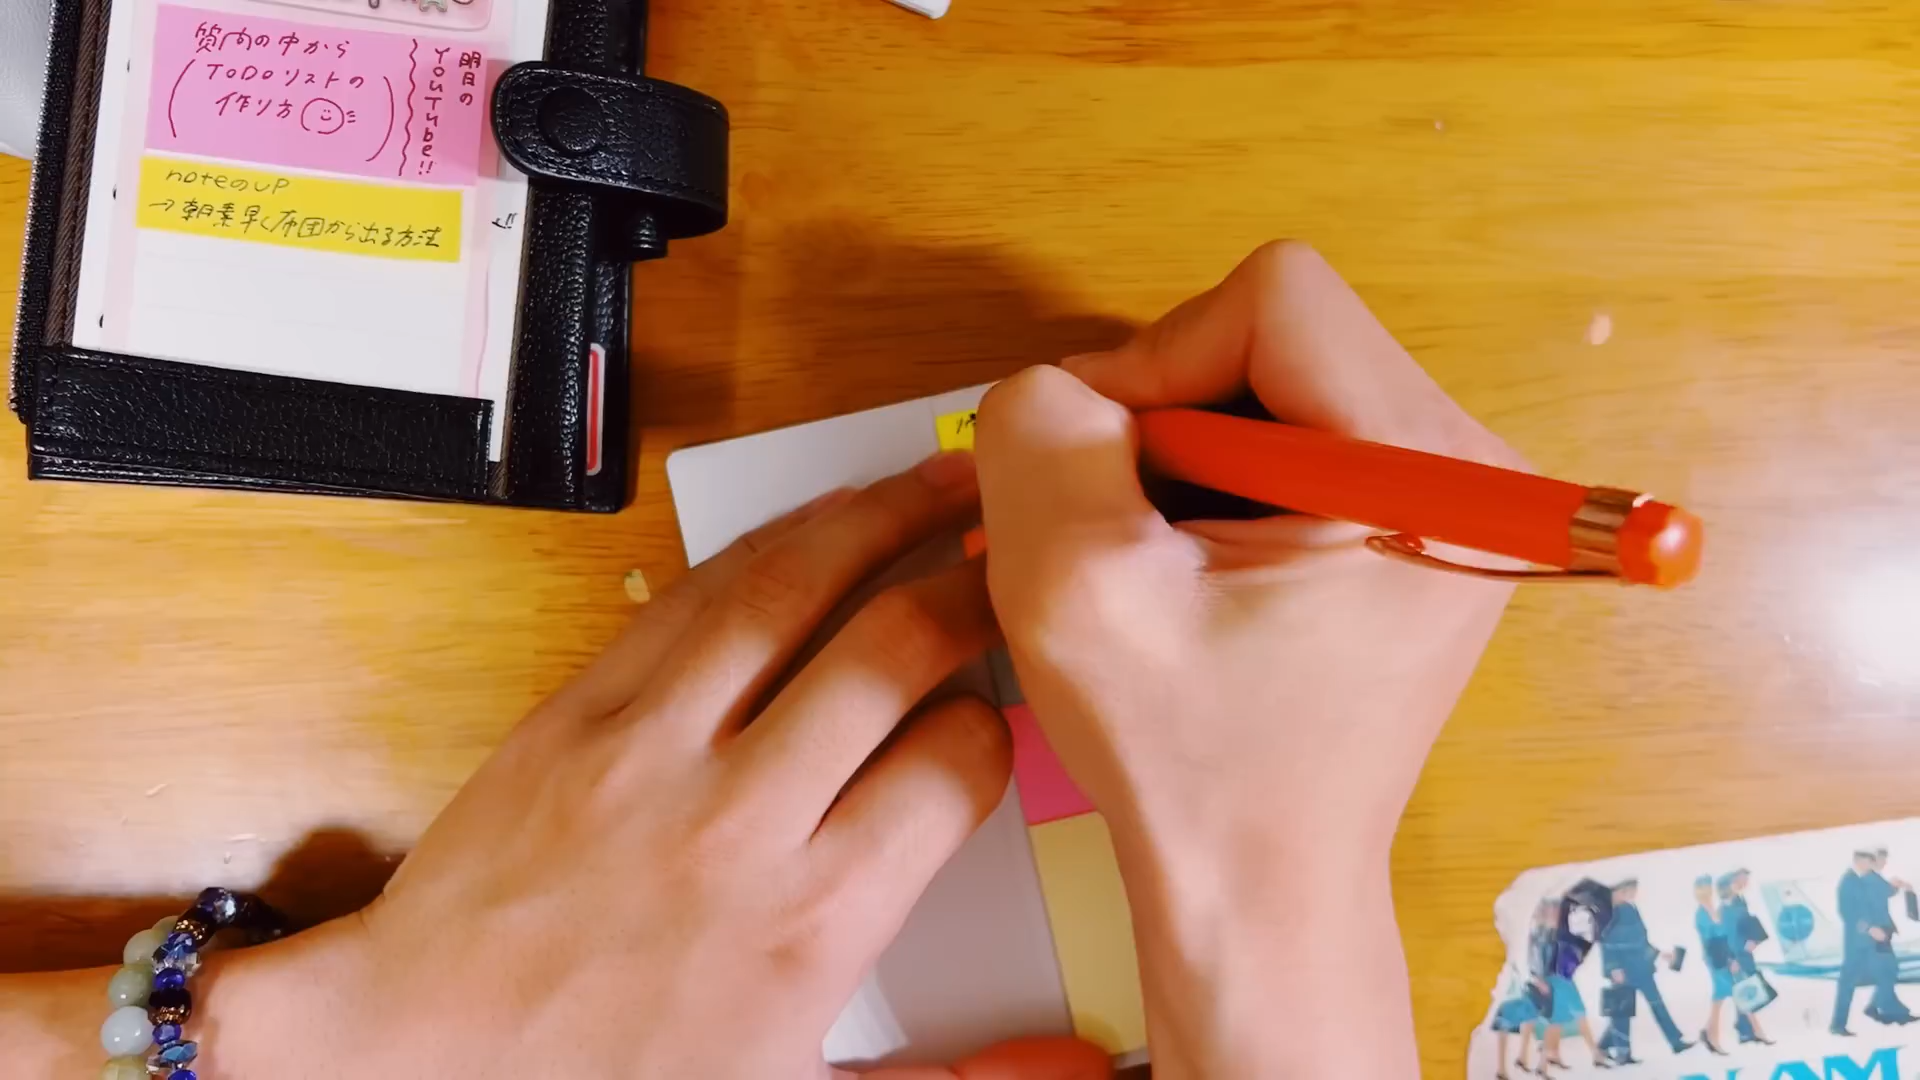 明日の
YouTube!!
質問の中から
(ToDoリストの
作り方)
noteのUP
→朝素早く布団から出る方法
AM